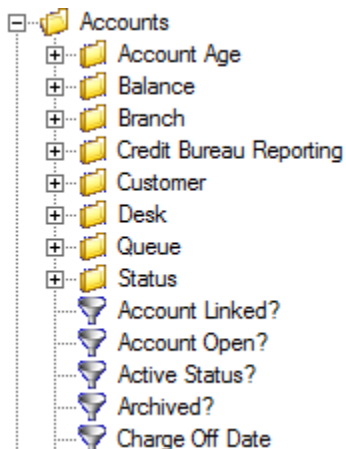 Accounts
Account Age
Balance
Branch
Credit Bureau Reporting
Customer
Desk
Queue
Status
Account Linked?
Account Open?
Active Status?
Archived?
Charge Off Date